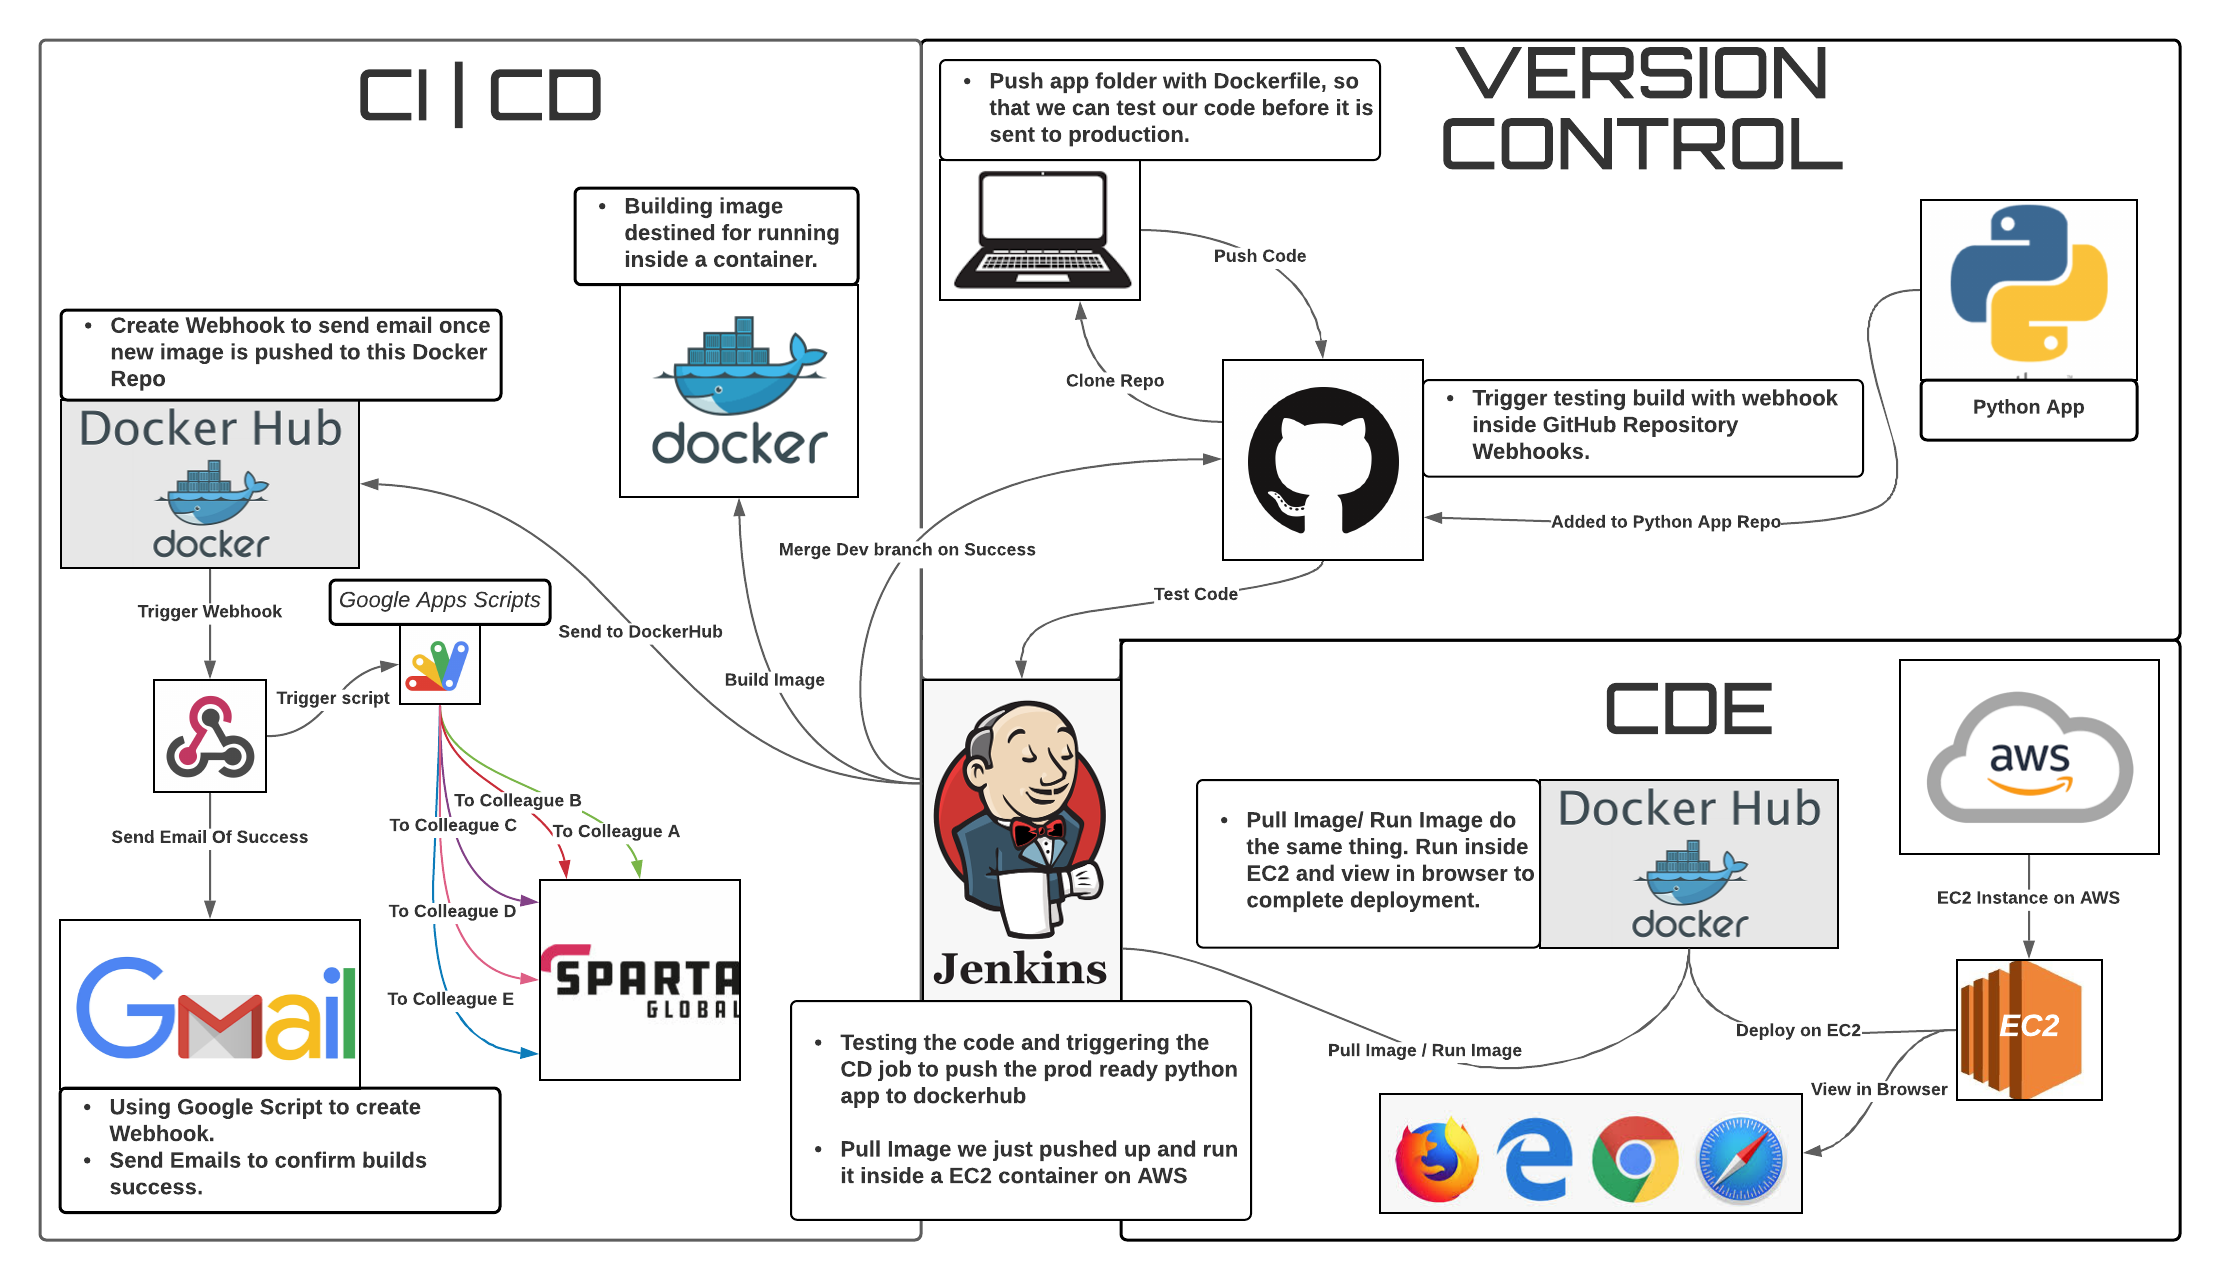 CI | CD
VERSION
CONTROL
• Push app folder with Dockerfile, so
that we can test our code before it is
sent to production.
• Building image
destined for running
inside a container.
docker
• Create Webhook to send email once
new image is pushed to this Docker
Repo
Docker Hub
docker
Push Code
Clone Repo
• Trigger testing build with webhook
inside GitHub Repository
Webhooks.
Python App
Added to Python App Repo
Merge Dev branch on Success
Test Code
Trigger Webhook
Google Apps Scripts
Send to DockerHub
Build Image
Trigger script
Send Email Of Success
To Colleague B
To Colleague C
To Colleague A
To Colleague D
To Colleague E
SPARTA
GLOBAL
Gmail
• Using Google Script to create
Webhook.
• Send Emails to confirm builds
success.
Jenkins
• Testing the code and triggering the
CD job to push the prod ready python
app to dockerhub
• Pull Image we just pushed up and run
it inside a EC2 container on AWS
CDE
• Pull Image/ Run Image do
the same thing. Run inside
EC2 and view in browser to
complete deployment.
Docker Hub
docker
aws
EC2 Instance on AWS
EC2
Deploy on EC2
Pull Image / Run Image
View in Browser